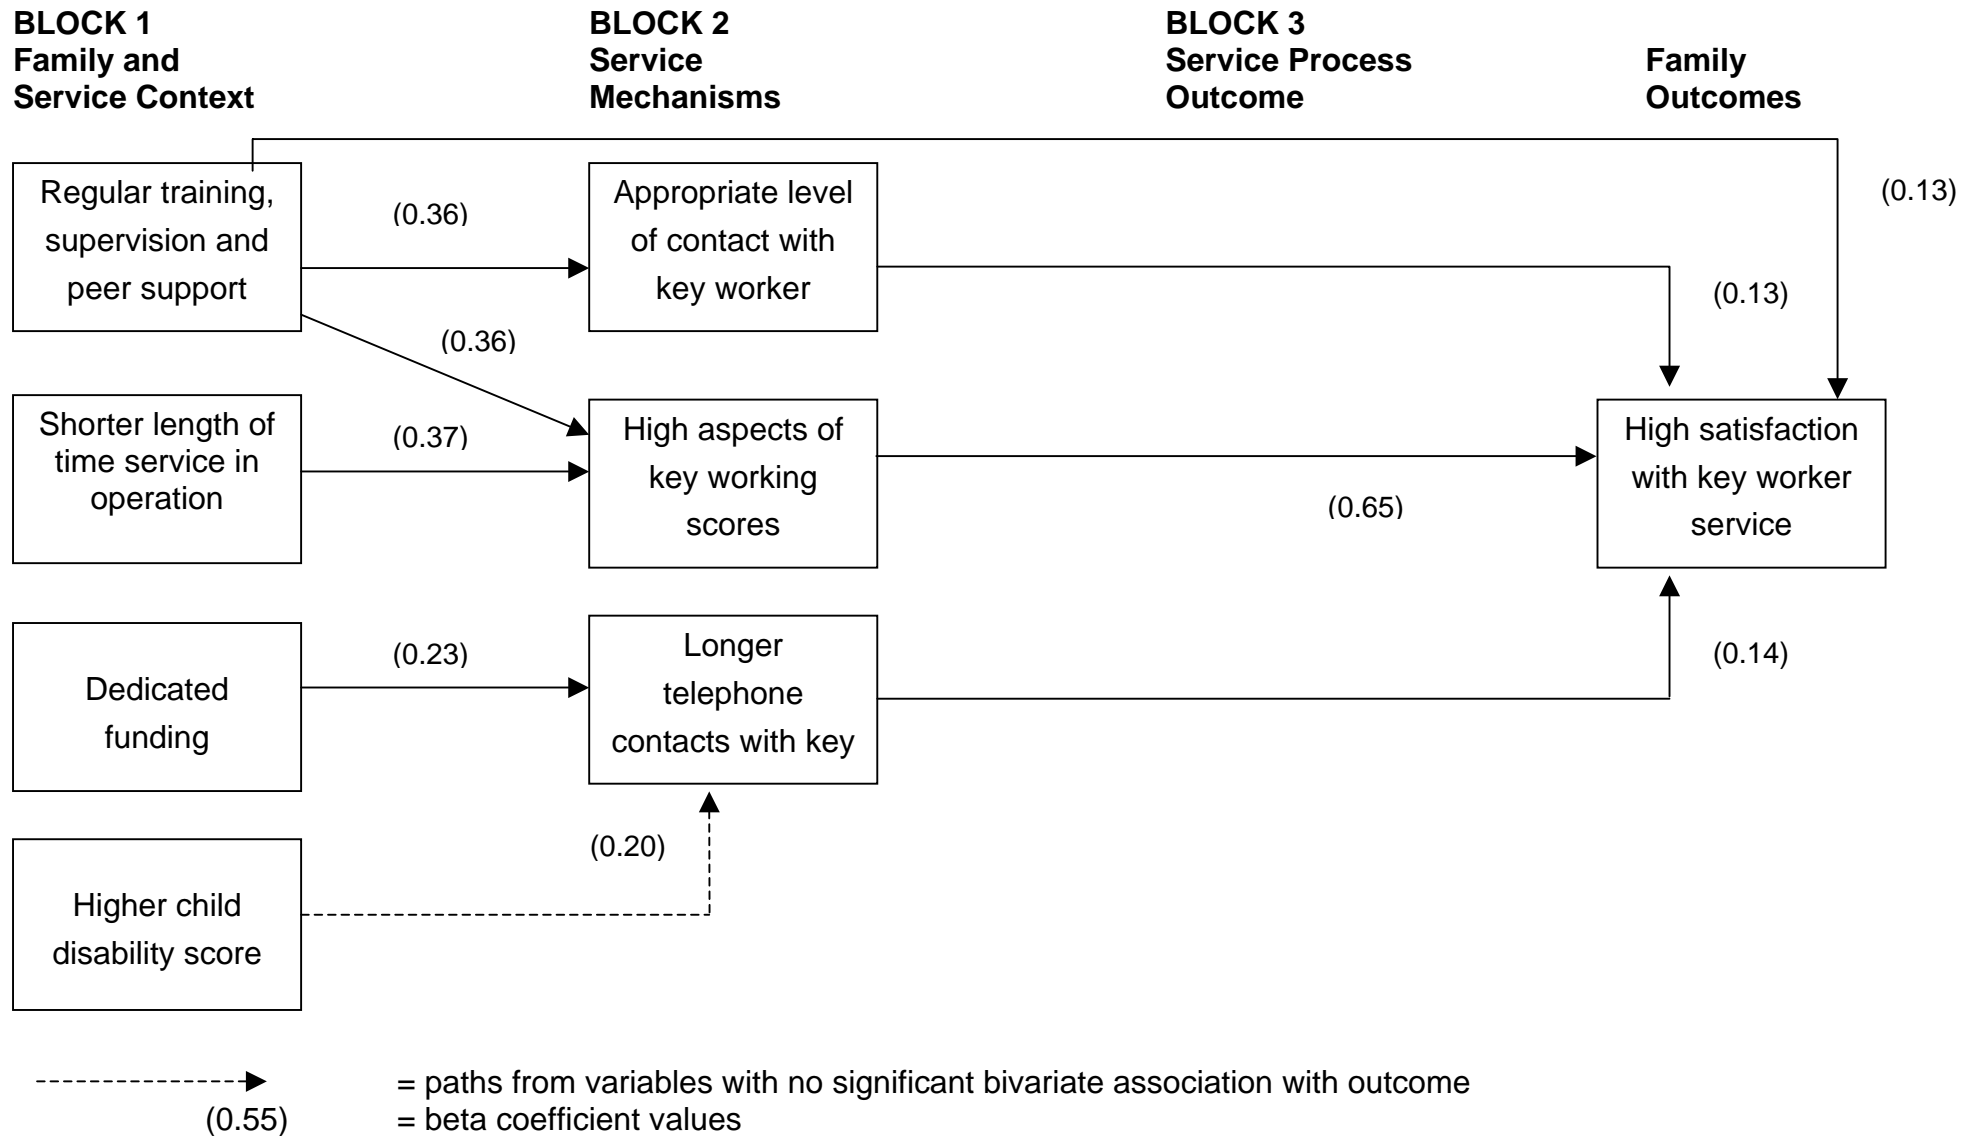 BLOCK 1
Family and
Service Context
BLOCK 2
Service
Mechanisms
BLOCK 3
Service Process
Outcome
Family
Outcomes
Regular training,
supervision and
peer support
(0.36)
Appropriate level
of contact with
key worker
(0.13)
(0.13)
(0.36)
Shorter length of
time service in
operation
(0.37)
High aspects of
key working
scores
(0.65)
High satisfaction
with key worker
service
Dedicated
funding
(0.23)
Longer
telephone
contacts with key
(0.14)
Higher child
disability score
(0.20)
= paths from variables with no significant bivariate association with outcome
(0.55) = beta coefficient values